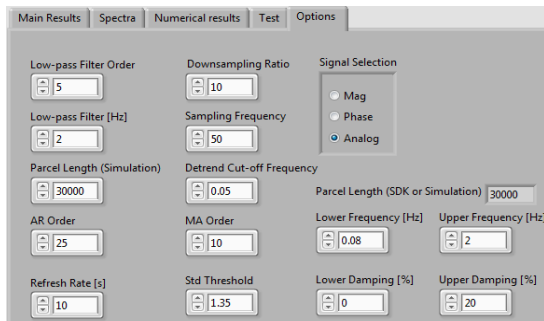 Main Results Spectra Numerical results Test Options
Low-pass Filter Order Downsampling Ratio Signal Selection
5 10
Mag
Low-pass Filter [Hz] Sampling Frequency Phase
2 50 Analog
Parcel Length (Simulation) Detrend Cut-off Frequency
30000 0.05 Parcel Length (SDK or Simulation) 30000
AR Order MA Order Lower Frequency [Hz] Upper Frequency [Hz]
25 10 0.08 2
Refresh Rate [s] Std Threshold Lower Damping [%] Upper Damping [%]
10 1.35 0 20